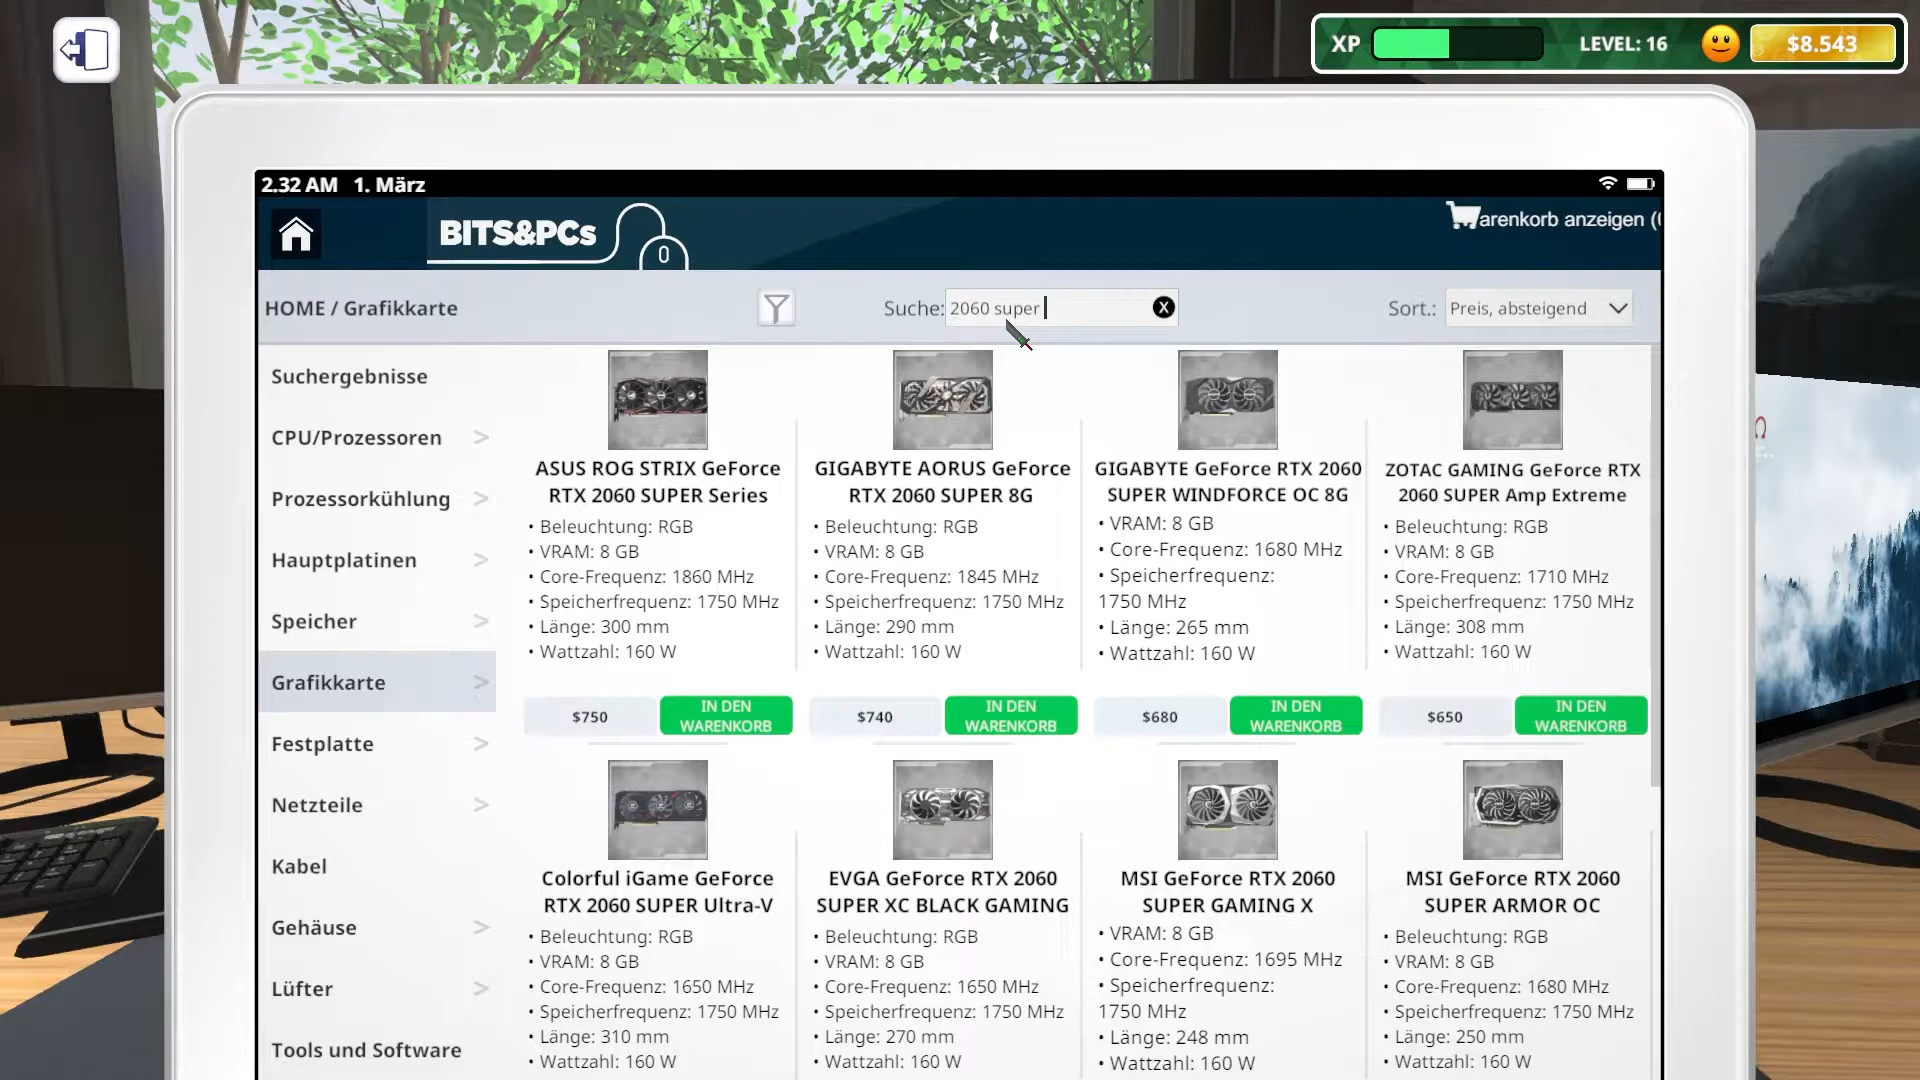 XP
LEVEL: 16
$8.543
2.32 AM 1. März
BITS&PCs
arenkorb anzeigen (
HOME / Grafikkarte
Suche: 2060 super
X
Sort.: Preis, absteigend
Suchergebnisse
CPU/Prozessoren >
Prozessorkühlung >
Hauptplatinen >
Speicher >
Grafikkarte >
Festplatte >
Netzteile >
Kabel
Gehäuse >
Lüfter >
Tools und Software
ASUS ROG STRIX GeForce
RTX 2060 SUPER Series
• Beleuchtung: RGB
• VRAM: 8 GB
• Core-Frequenz: 1860 MHz
• Speicherfrequenz: 1750 MHz
• Länge: 300 mm
• Wattzahl: 160 W
$750
IN DEN
WARENKORB
GIGABYTE AORUS GeForce
RTX 2060 SUPER 8G
• Beleuchtung: RGB
• VRAM: 8 GB
• Core-Frequenz: 1845 MHz
• Speicherfrequenz: 1750 MHz
• Länge: 290 mm
• Wattzahl: 160 W
$740
IN DEN
WARENKORB
GIGABYTE GeForce RTX 2060
SUPER WINDFORCE OC 8G
• VRAM: 8 GB
• Core-Frequenz: 1680 MHz
• Speicherfrequenz:
1750 MHz
• Länge: 265 mm
• Wattzahl: 160 W
$680
IN DEN
WARENKORB
ZOTAC GAMING GeForce RTX
2060 SUPER Amp Extreme
• Beleuchtung: RGB
• VRAM: 8 GB
• Core-Frequenz: 1710 MHz
• Speicherfrequenz: 1750 MHz
• Länge: 308 mm
• Wattzahl: 160 W
$650
IN DEN
WARENKORB
Colorful iGame GeForce
RTX 2060 SUPER Ultra-V
• Beleuchtung: RGB
• VRAM: 8 GB
• Core-Frequenz: 1650 MHz
• Speicherfrequenz: 1750 MHz
• Länge: 310 mm
• Wattzahl: 160 W
EVGA GeForce RTX 2060
SUPER XC BLACK GAMING
• Beleuchtung: RGB
• VRAM: 8 GB
• Core-Frequenz: 1650 MHz
• Speicherfrequenz: 1750 MHz
• Länge: 270 mm
• Wattzahl: 160 W
MSI GeForce RTX 2060
SUPER GAMING X
• VRAM: 8 GB
• Core-Frequenz: 1695 MHz
• Speicherfrequenz:
1750 MHz
• Länge: 248 mm
• Wattzahl: 160 W
MSI GeForce RTX 2060
SUPER ARMOR OC
• Beleuchtung: RGB
• VRAM: 8 GB
• Core-Frequenz: 1680 MHz
• Speicherfrequenz: 1750 MHz
• Länge: 250 mm
• Wattzahl: 160 W